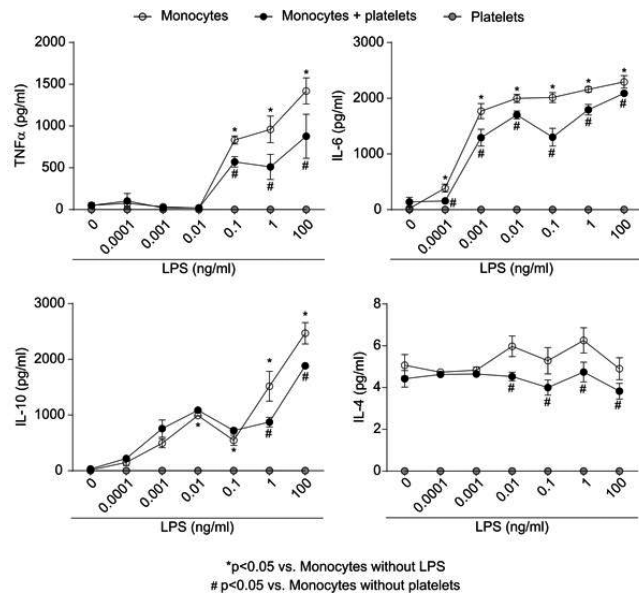 Monocytes Monocytes + platelets Platelets
TNFα (pg/ml)
2000
1500
1000
500
0
* * *
# # #
0 0.0001 0.001 0.01 0.1 1 100
LPS (ng/ml)
IL-6 (pg/ml)
3000
2000
1000
0
* * * * * *
# # # # # #
0 0.0001 0.001 0.01 0.1 1 100
LPS (ng/ml)
IL-10 (pg/ml)
3000
2000
1000
0
* * * *
# #
0 0.0001 0.001 0.01 0.1 1 100
LPS (ng/ml)
IL-4 (pg/ml)
8
6
4
2
0
# # # #
0 0.0001 0.001 0.01 0.1 1 100
LPS (ng/ml)
*p<0.05 vs. Monocytes without LPS
# p<0.05 vs. Monocytes without platelets